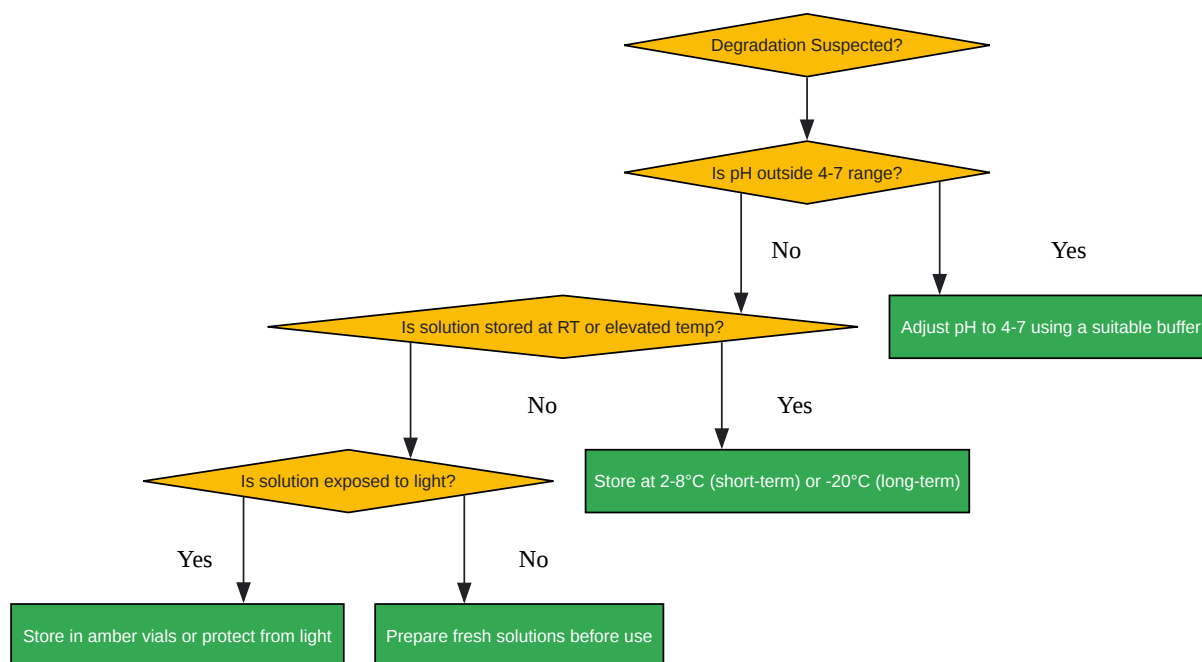 Degradation Suspected?
Is pH outside 4-7 range?
No
Yes
Is solution stored at RT or elevated temp?
Adjust pH to 4-7 using a suitable buffer
No
Yes
Is solution exposed to light?
Store at 2-8°C (short-term) or -20°C (long-term)
Yes
No
Store in amber vials or protect from light
Prepare fresh solutions before use